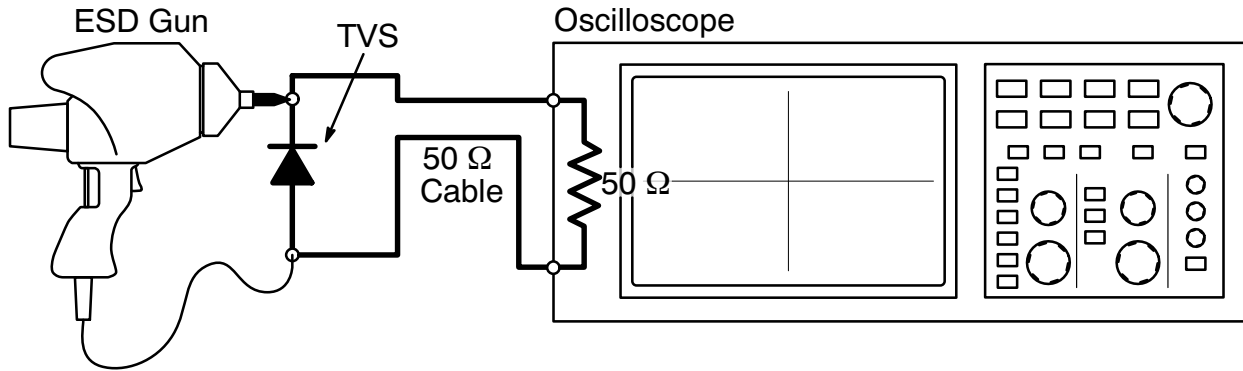 ESD Gun
TVS
Oscilloscope
50 Ω
Cable
50 Ω